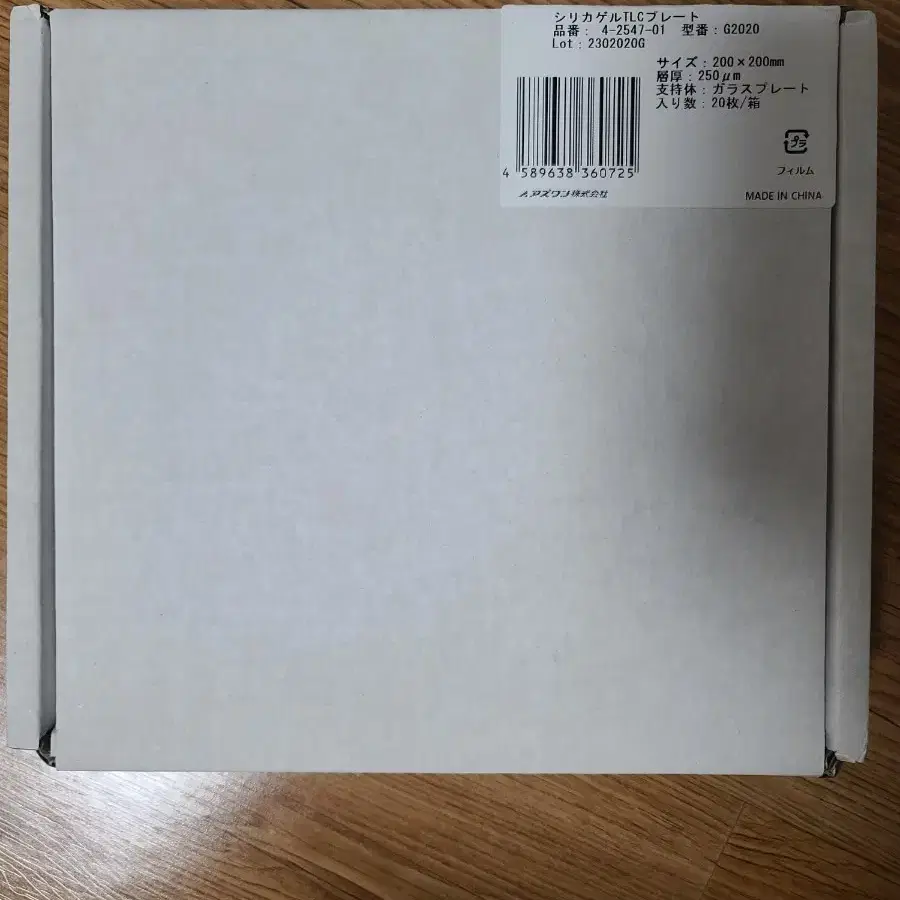 シリカゲルTLCプレート
品番： 4-2547-01 型番：G2020
Lot：2302020G
サイズ：200×200mm
層厚：250μm
支持体：ガラスプレート
入り数：20枚/箱
4 589638 360725
プラ
フィルム
アズワン株式会社
MADE IN CHINA